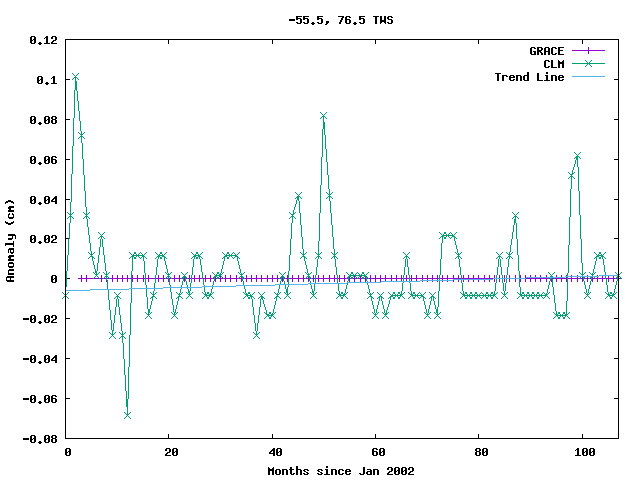 -55.5, 76.5 TWS
GRACE
CLM
Trend Line
0.12
0.1
0.08
0.06
0.04
0.02
0
-0.02
-0.04
-0.06
-0.08
Anomaly (cm)
0 20 40 60 80 100
Months since Jan 2002